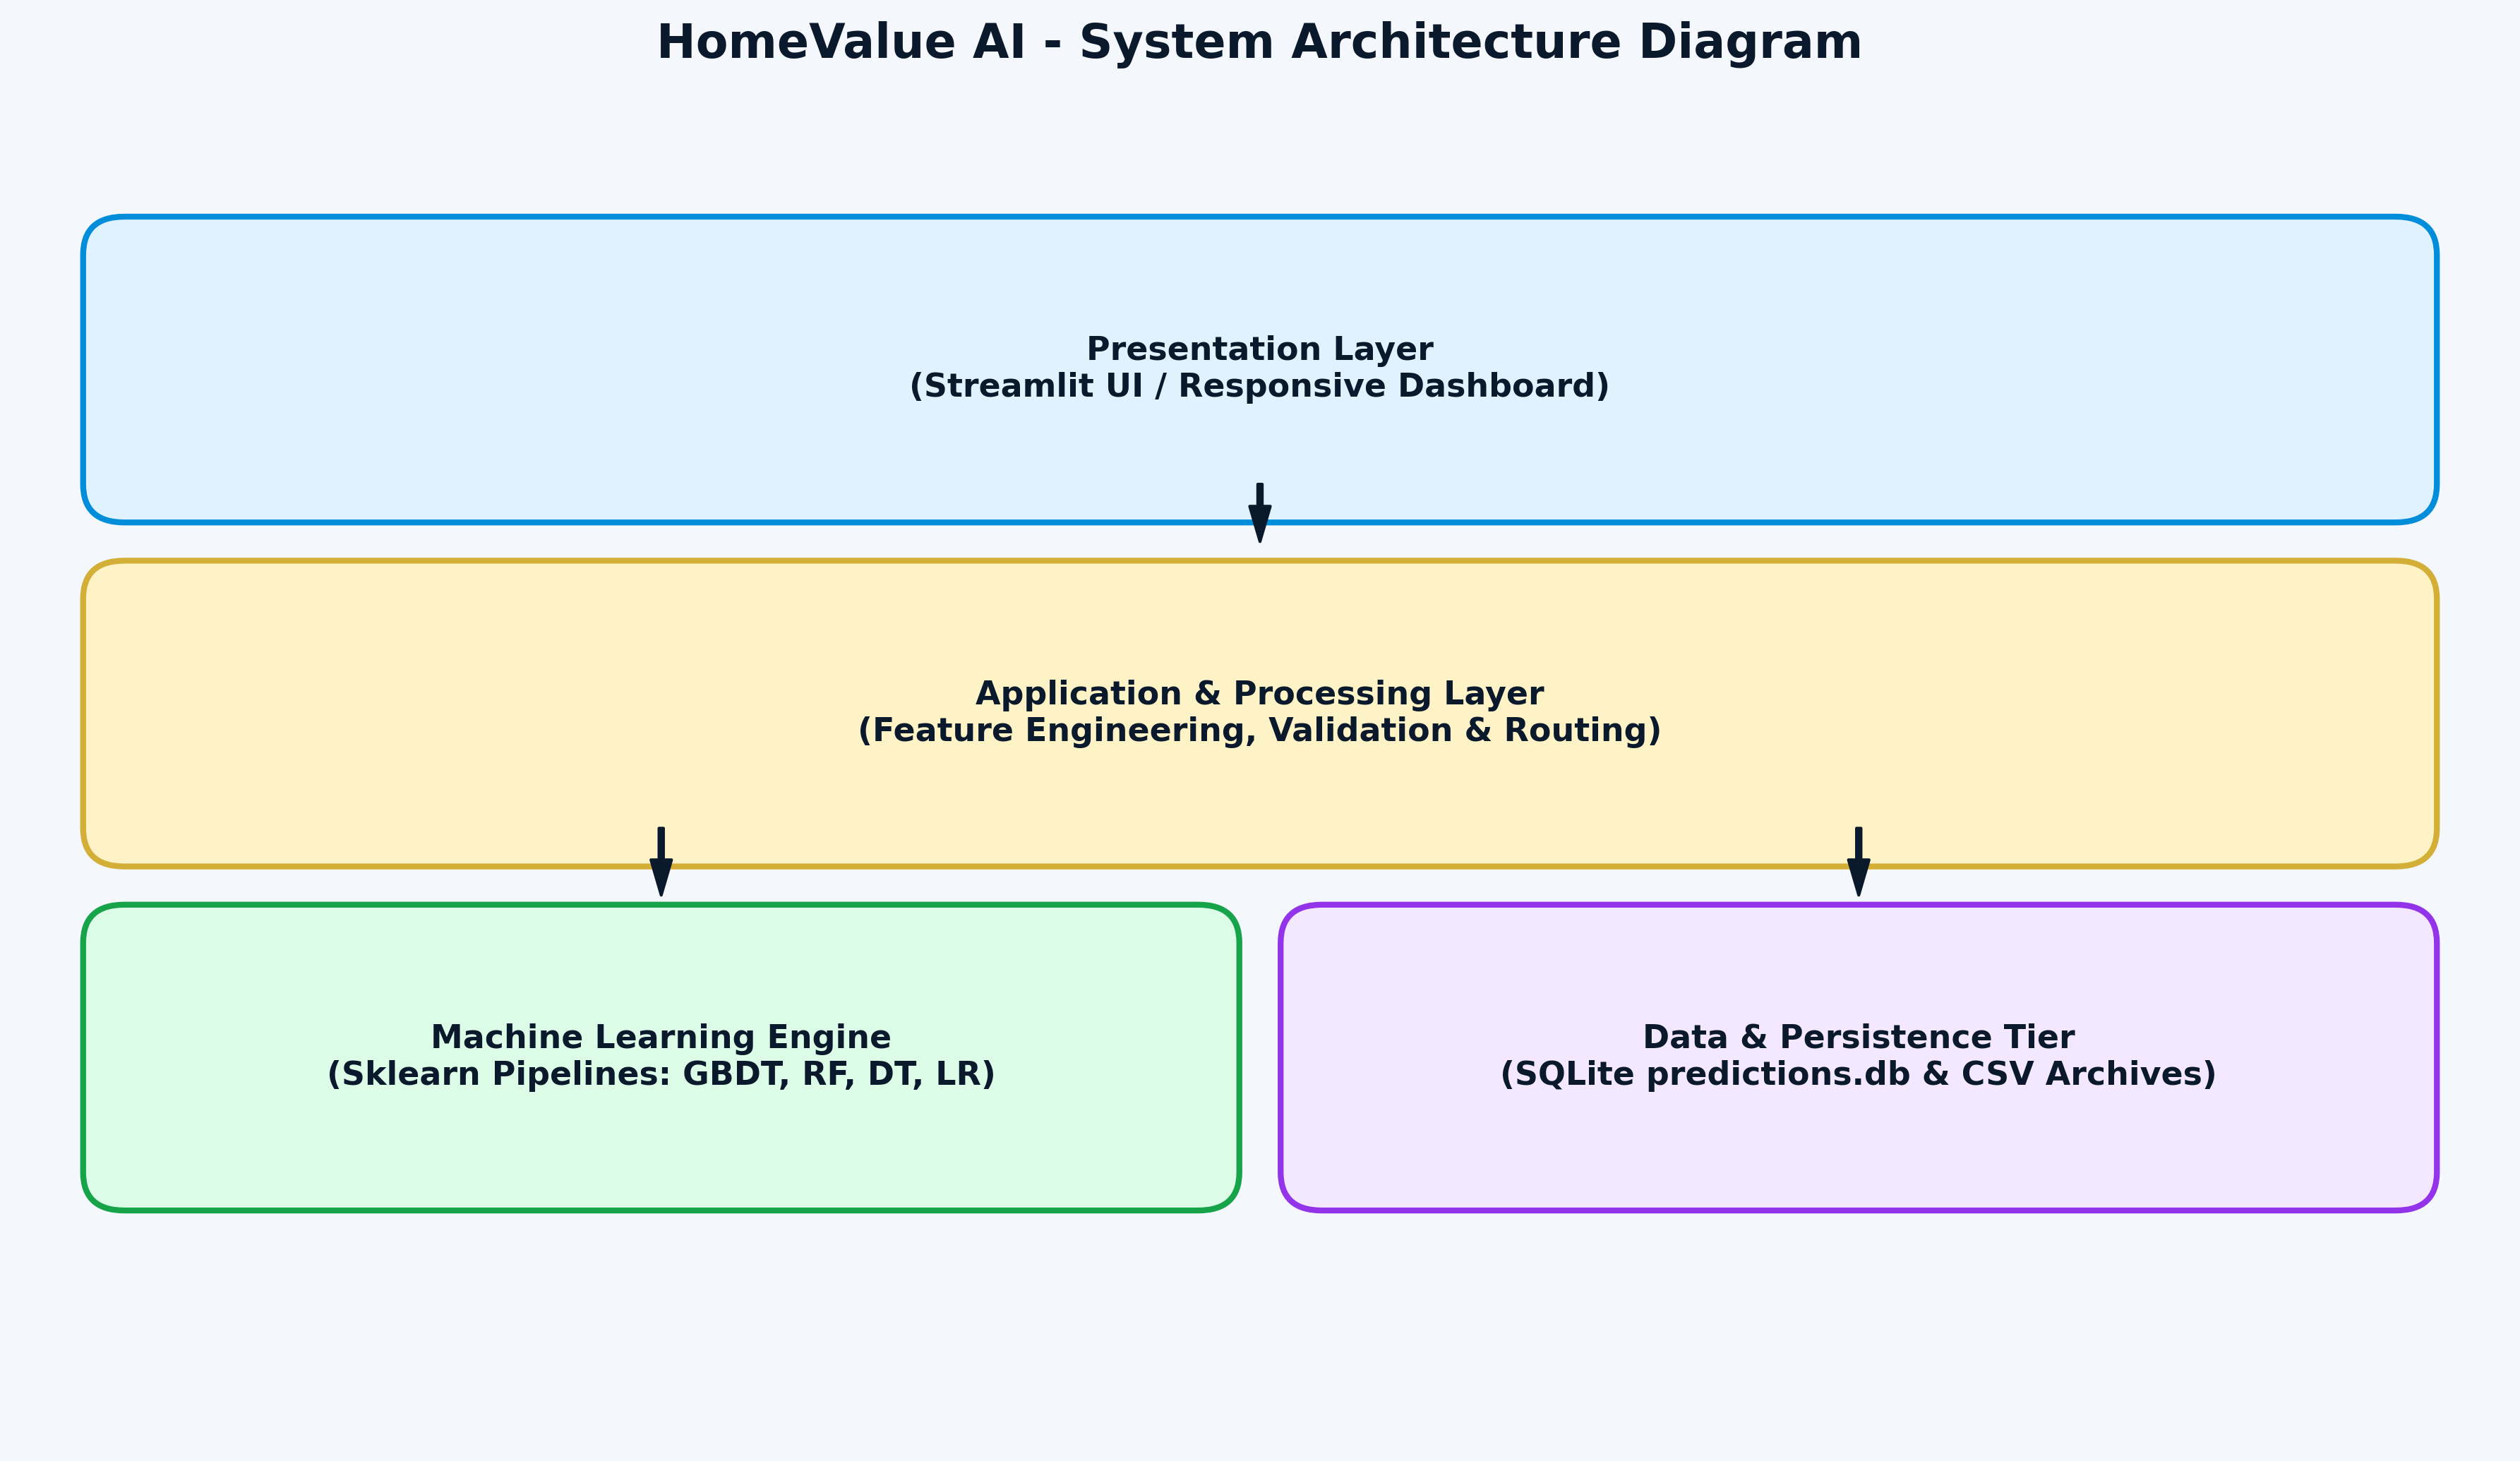 HomeValue AI - System Architecture Diagram
Presentation Layer
(Streamlit UI / Responsive Dashboard)
Application & Processing Layer
(Feature Engineering, Validation & Routing)
Machine Learning Engine
(Sklearn Pipelines: GBDT, RF, DT, LR)
Data & Persistence Tier
(SQLite predictions.db & CSV Archives)